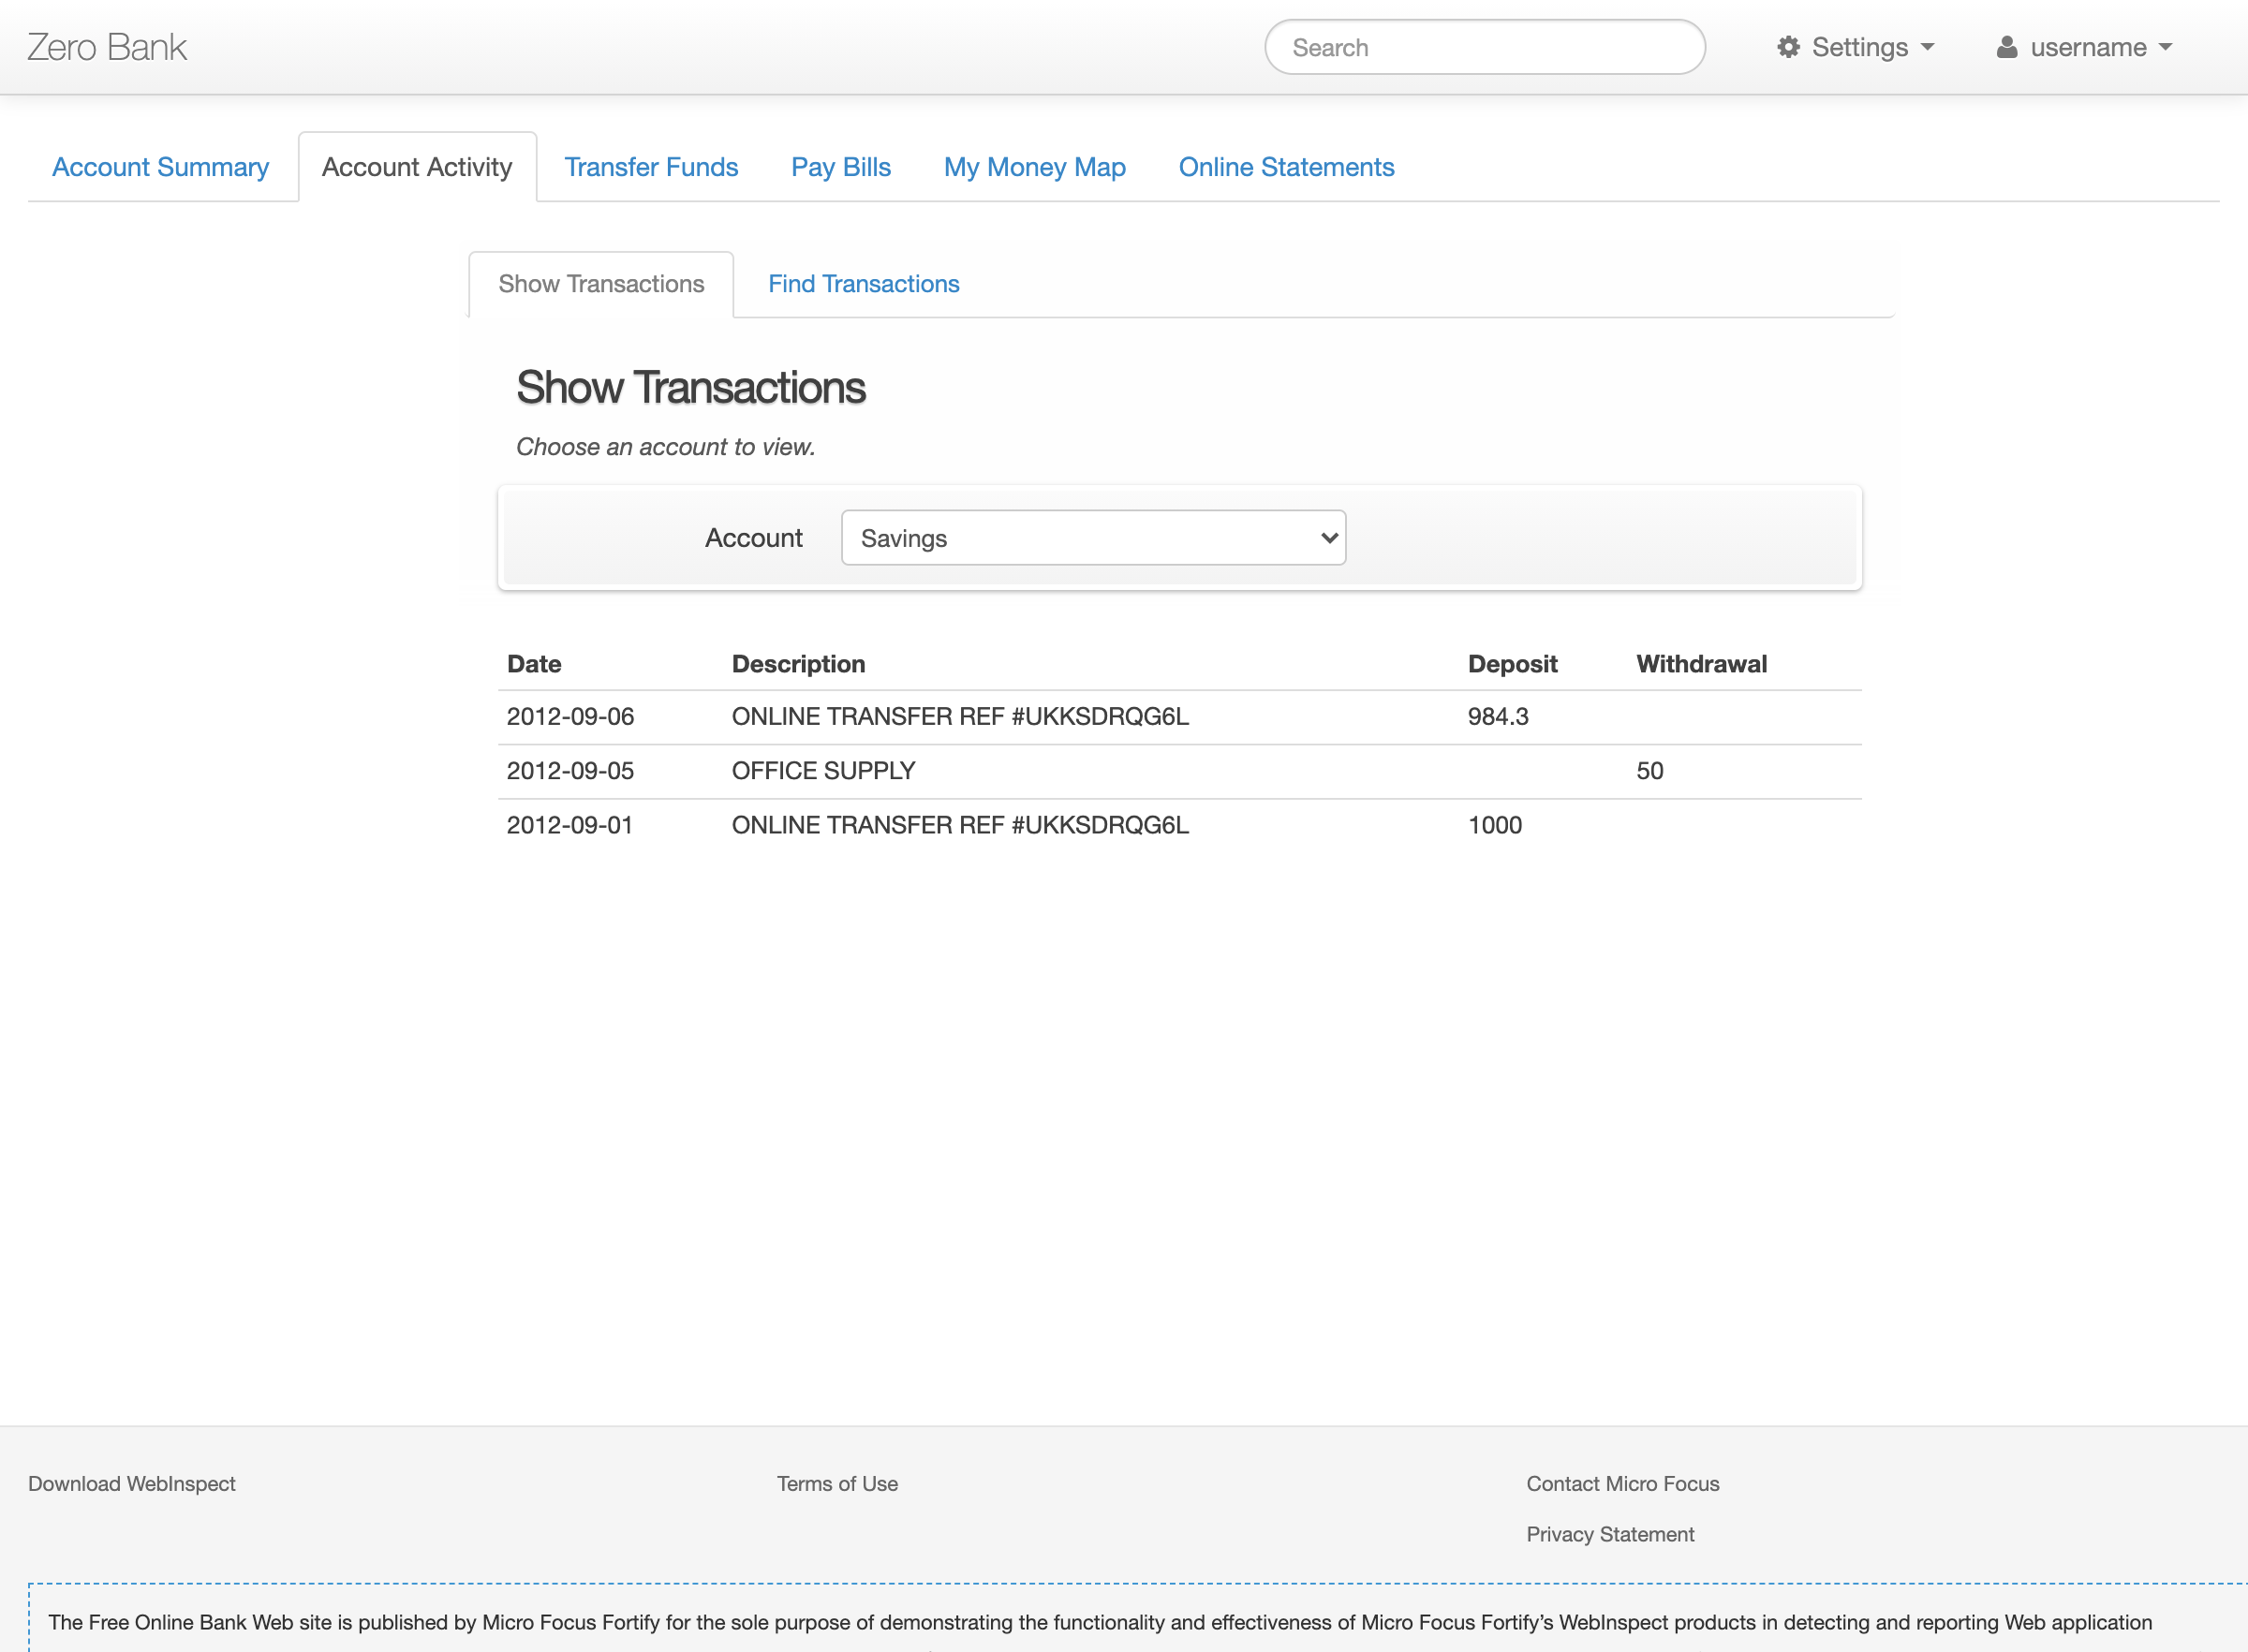 Zero Bank
Search
Settings
username
Account Summary
Account Activity
Transfer Funds
Pay Bills
My Money Map
Online Statements
Show Transactions
Find Transactions
Show Transactions
Choose an account to view.
Account
Savings
Date Description Deposit Withdrawal
2012-09-06 ONLINE TRANSFER REF #UKKSDRQG6L 984.3
2012-09-05 OFFICE SUPPLY 50
2012-09-01 ONLINE TRANSFER REF #UKKSDRQG6L 1000
Download WebInspect
Terms of Use
Contact Micro Focus
Privacy Statement
The Free Online Bank Web site is published by Micro Focus Fortify for the sole purpose of demonstrating the functionality and effectiveness of Micro Focus Fortify’s WebInspect products in detecting and reporting Web application